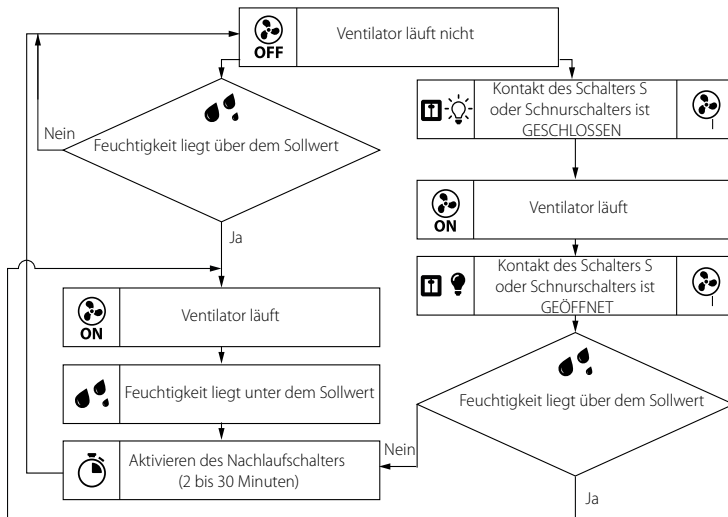 OFF
Ventilator läuft nicht
Nein
Feuchtigkeit liegt über dem Sollwert
Ja
Kontakt des Schalters S
oder Schnurschalters ist
GESCHLOSSEN
ON
Ventilator läuft
Kontakt des Schalters S
oder Schnurschalters ist
GEÖFFNET
ON
Ventilator läuft
Feuchtigkeit liegt unter dem Sollwert
Feuchtigkeit liegt über dem Sollwert
Nein
Aktivieren des Nachlaufschalters
(2 bis 30 Minuten)
Ja